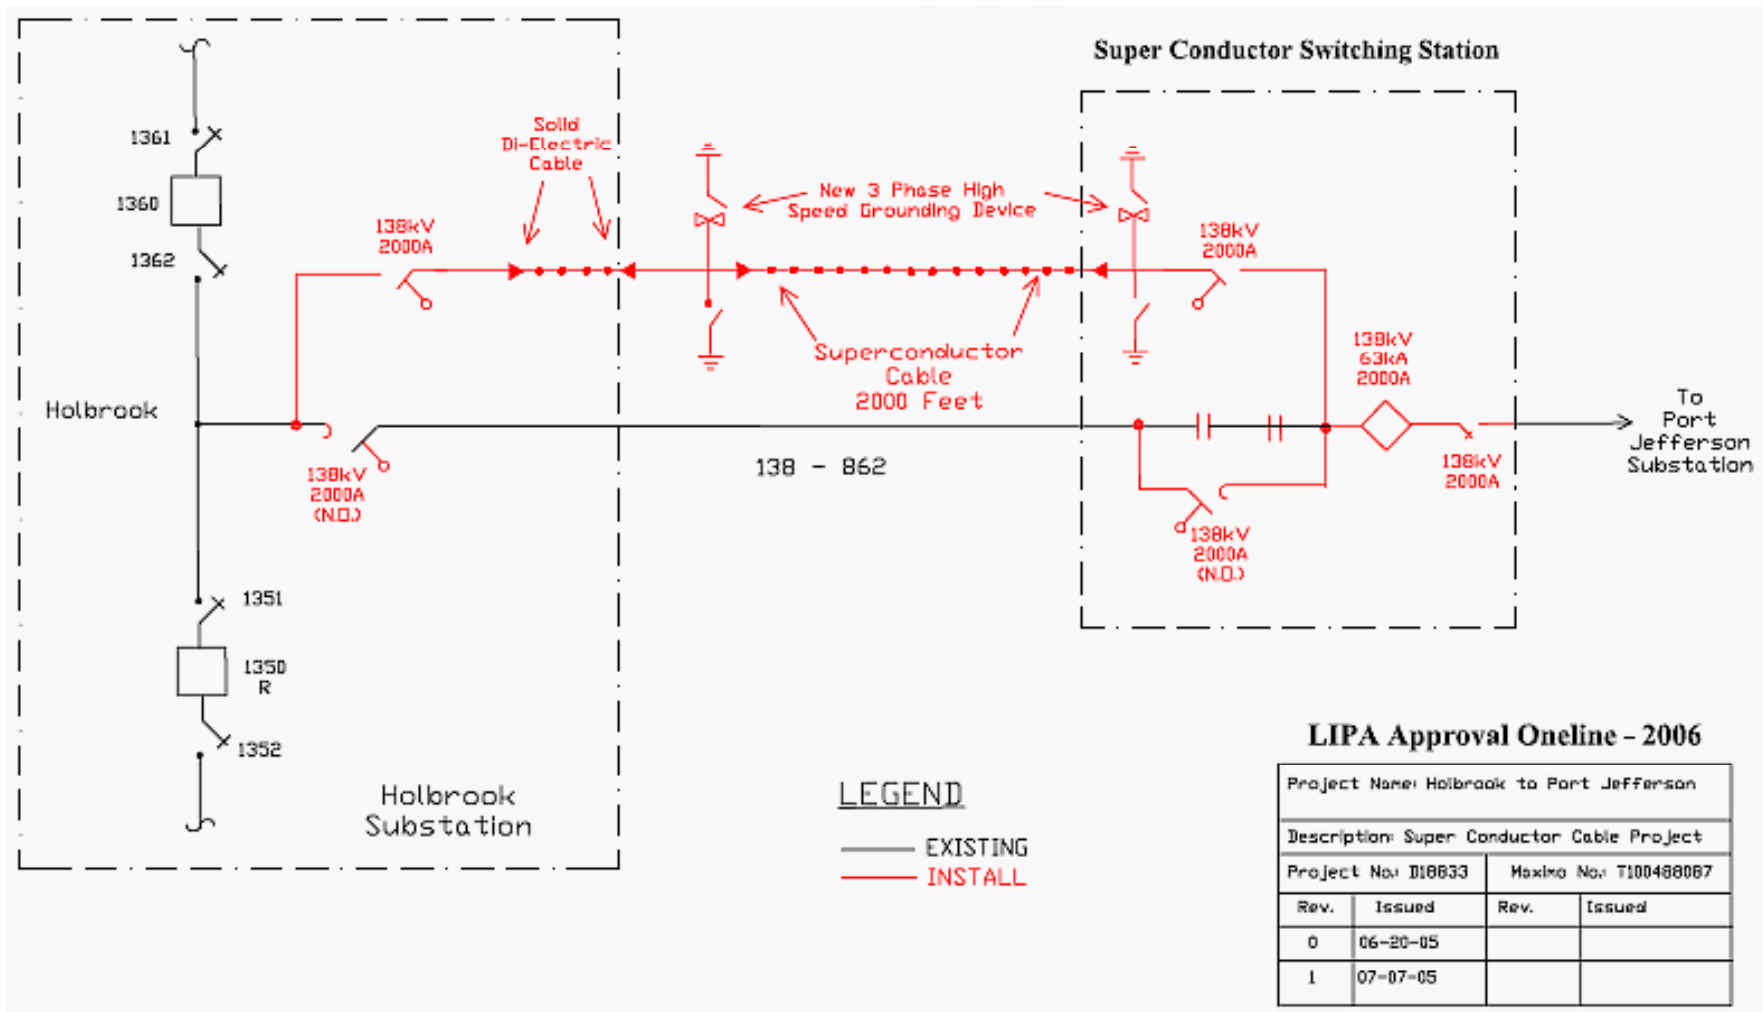 Super Conductor Switching Station
1361
1360
1362
Solid
Di-Electric
Cable
138kV
2000A
New 3 Phase High
Speed Grounding Device
138kV
2000A
Superconductor
Cable
2000 Feet
138kV
63kA
2000A
Holbrook
To
Port
Jefferson
Substation
138kV
2000A
(N.O.)
138 - 862
138kV
2000A
138kV
2000A
(N.O.)
1351
1350
R
1352
Holbrook
Substation
LEGEND
EXISTING
INSTALL
LIPA Approval Oneline - 2006
Project Name: Holbrook to Port Jefferson
Description: Super Conductor Cable Project
Project No.: D18833 Maximo No.: T100488087
Rev. Issued Rev. Issued
0 06-20-05
1 07-07-05